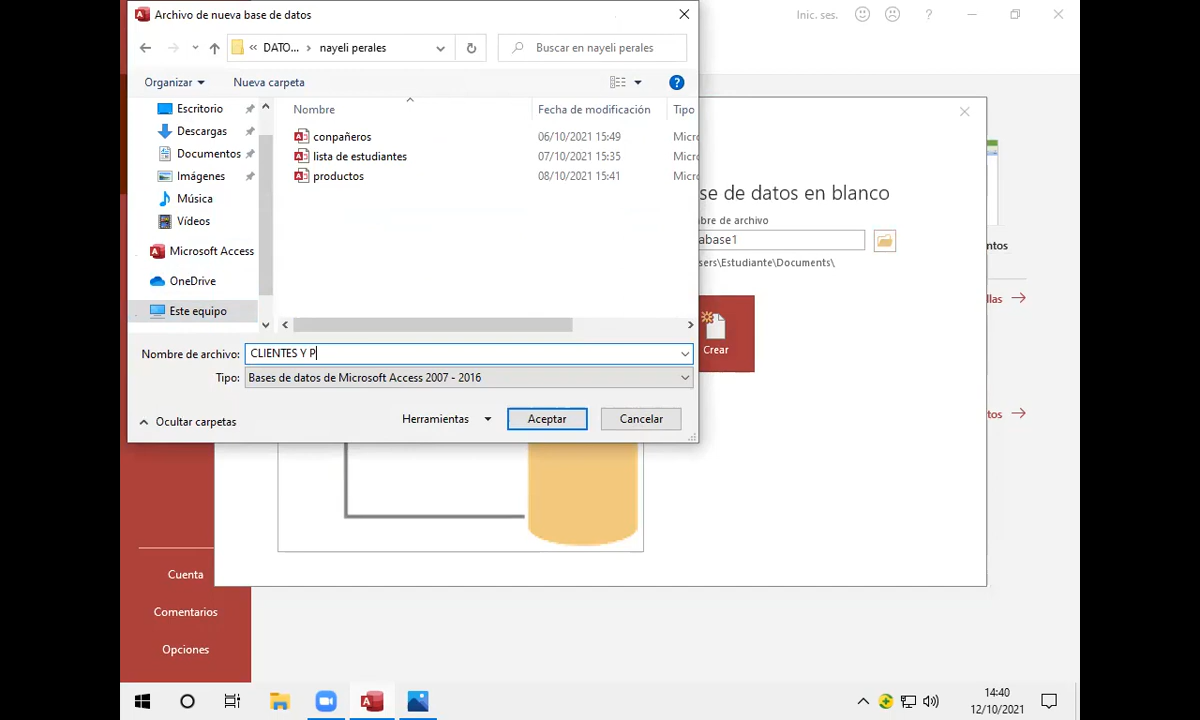 Archivo de nueva base de datos
Inic. ses.
DATO... nayeli perales
Buscar en nayeli perales
Organizar Nueva carpeta
Escritorio
Descargas
Documentos
Imágenes
Música
Vídeos
Microsoft Access
OneDrive
Este equipo
Nombre Fecha de modificación Tipo
conpañeros 06/10/2021 15:49 Micro
lista de estudiantes 07/10/2021 15:35 Micro
productos 08/10/2021 15:41 Micro
Nombre de archivo: CLIENTES Y P
Tipo: Bases de datos de Microsoft Access 2007 - 2016
Ocultar carpetas Herramientas Aceptar Cancelar
se de datos en blanco
bre de archivo
abase1
sers\Estudiante\Documents\
Crear
ntos
llas
tos
Cuenta
Comentarios
Opciones
14:40
12/10/2021